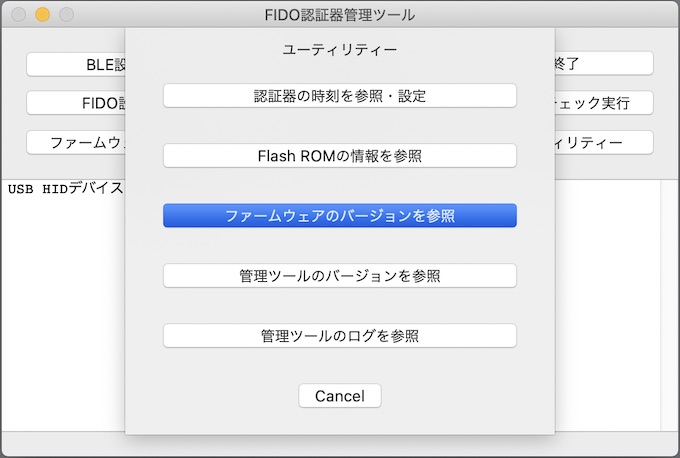 FIDO認証器管理ツール
ユーティリティー
BLE設
終了
認証器の時刻を参照・設定
FIDO設
チェック実行
Flash ROMの情報を参照
ファームウェ
ィリティー
USB HIDデバイス
ファームウェアのバージョンを参照
管理ツールのバージョンを参照
管理ツールのログを参照
Cancel